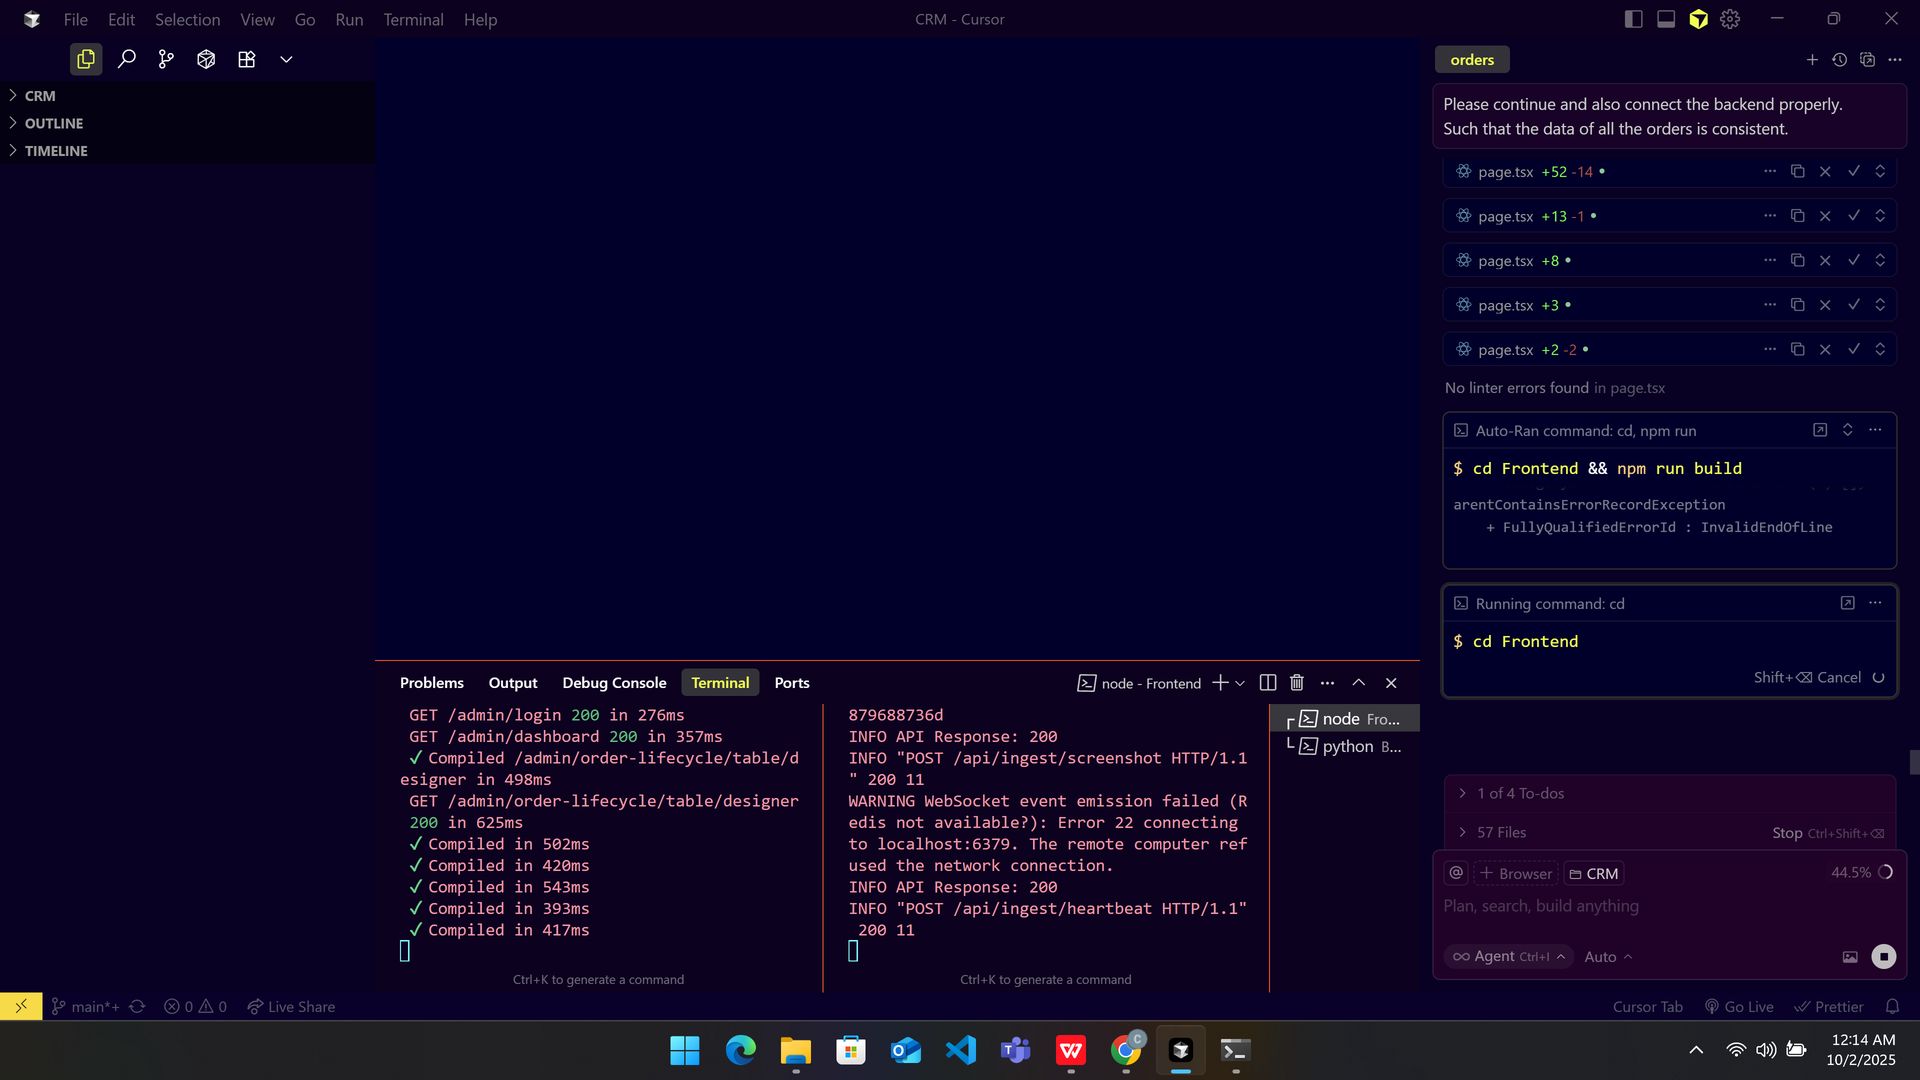 File Edit Selection View Go Run Terminal Help
CRM - Cursor
CRM
OUTLINE
TIMELINE
orders
Please continue and also connect the backend properly.
Such that the data of all the orders is consistent.
page.tsx +52 -14
page.tsx +13 -1
page.tsx +8
page.tsx +3
page.tsx +2 -2
No linter errors found in page.tsx
Auto-Ran command: cd, npm run
$ cd Frontend && npm run build
arentContainsErrorRecordException
+ FullyQualifiedErrorId : InvalidEndOfLine
Running command: cd
$ cd Frontend
Shift+⌫ Cancel
1 of 4 To-dos
57 Files
Stop Ctrl+Shift+⌫
@ + Browser CRM
44.5%
Plan, search, build anything
Agent Ctrl+I Auto
Problems Output Debug Console Terminal Ports
node - Frontend
GET /admin/login 200 in 276ms
GET /admin/dashboard 200 in 357ms
✓ Compiled /admin/order-lifecycle/table/d
esigner in 498ms
GET /admin/order-lifecycle/table/designer
200 in 625ms
✓ Compiled in 502ms
✓ Compiled in 420ms
✓ Compiled in 543ms
✓ Compiled in 393ms
✓ Compiled in 417ms
Ctrl+K to generate a command
879688736d
INFO API Response: 200
INFO "POST /api/ingest/screenshot HTTP/1.1
" 200 11
WARNING WebSocket event emission failed (R
edis not available?): Error 22 connecting
to localhost:6379. The remote computer ref
used the network connection.
INFO API Response: 200
INFO "POST /api/ingest/heartbeat HTTP/1.1"
200 11
Ctrl+K to generate a command
node Fro...
python B...
main*+ 0 0 Live Share
Cursor Tab Go Live Prettier
12:14 AM
10/2/2025